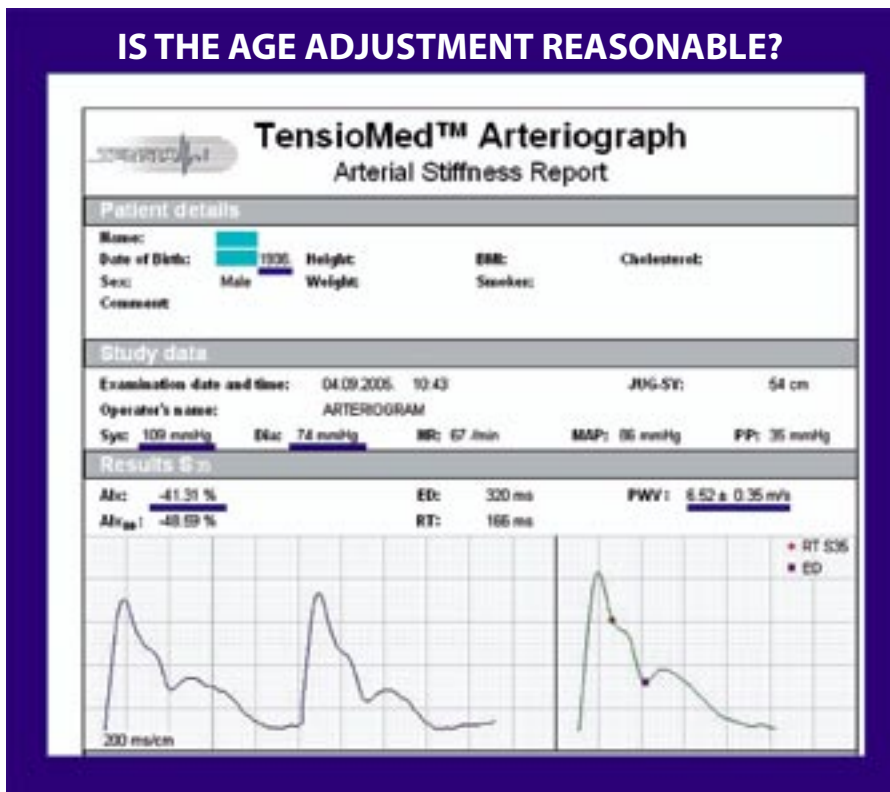 IS THE AGE ADJUSTMENT REASONABLE?
TensioMed™ Arteriograph
Arterial Stiffness Report
Patient details
Name:
Date of Birth: 1936. Height: BMI: Cholesterol:
Sex: Male Weight: Smoker:
Comment:
Study data
Examination date and time: 04.09.2005. 10:43 JUG-SY: 54 cm
Operator's name: ARTERIOGRAM
Sys: 109 mmHg Dia: 74 mmHg HR: 67 /min MAP: 86 mmHg PP: 35 mmHg
Results S 35
AIx: -41.31 % ED: 320 ms PWV: 6.52 ± 0.35 m/s
AIx80: -48.59 % RT: 166 ms
RT S35
ED
200 ms/cm